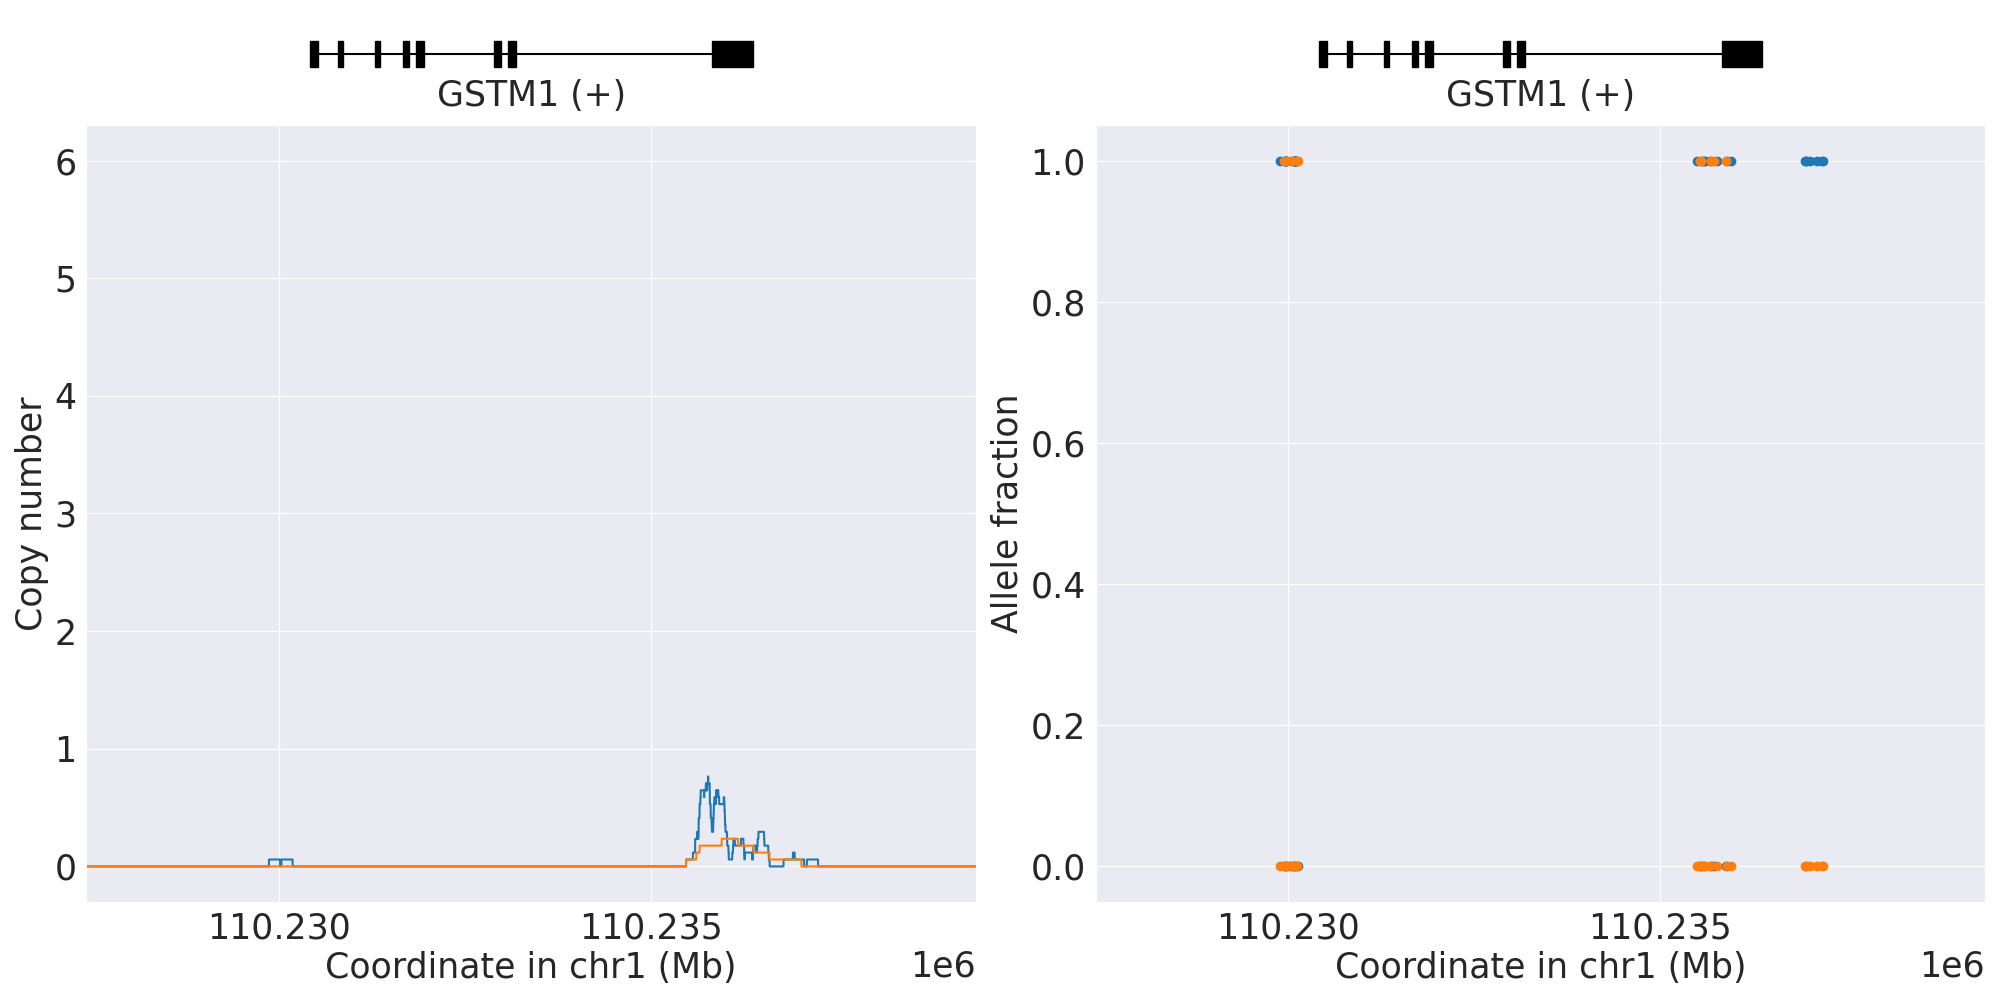 GSTM1 (+)
GSTM1 (+)
6
5
4
3
2
1
0
Copy number
110.230
110.235
Coordinate in chr1 (Mb)
1e6
1.0
0.8
0.6
0.4
0.2
0.0
Allele fraction
110.230
110.235
Coordinate in chr1 (Mb)
1e6